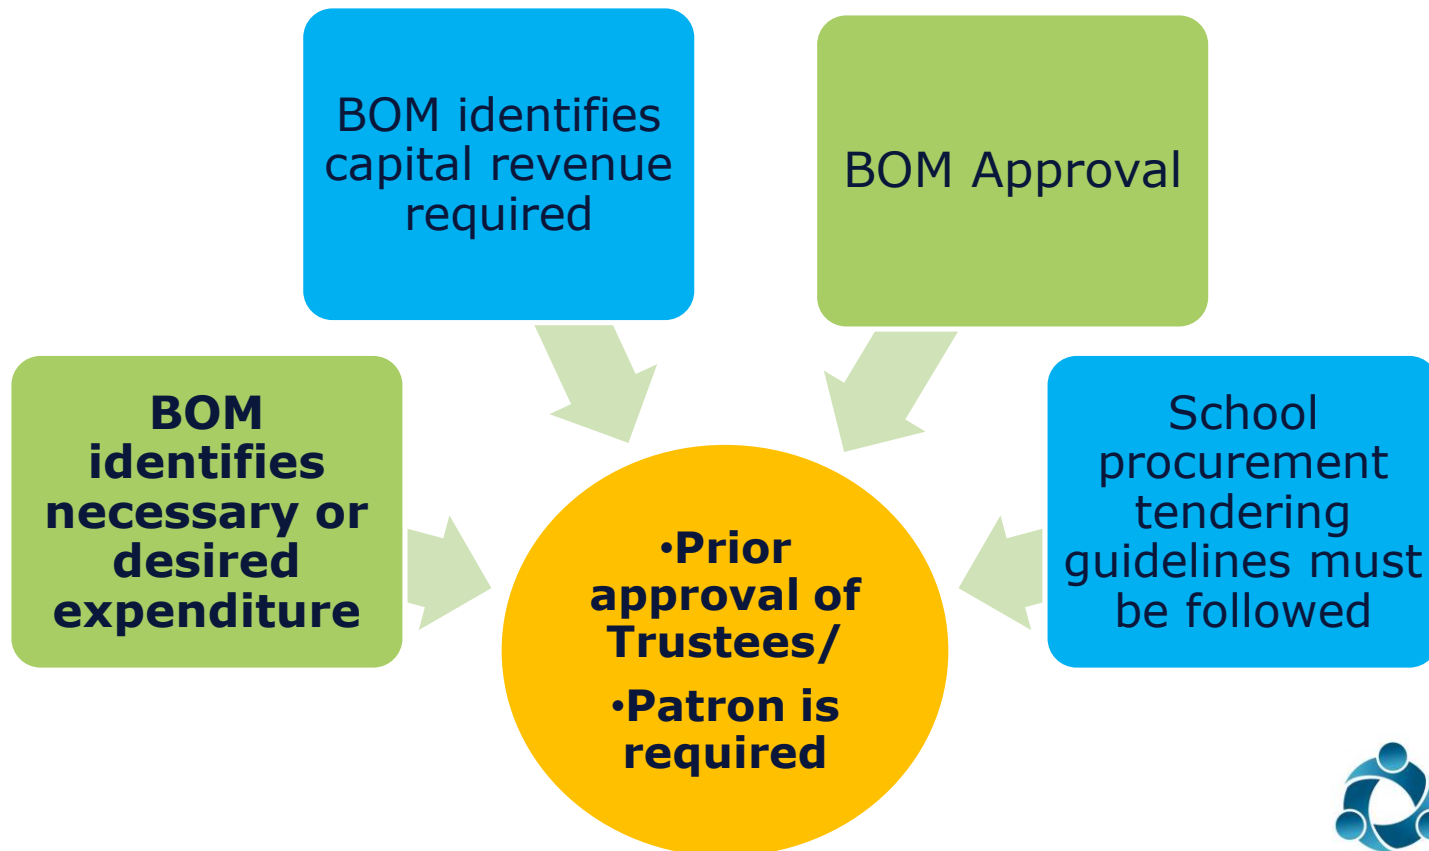 BOM identifies
capital revenue
required
BOM Approval
BOM
identifies
necessary or
desired
expenditure
School
procurement
tendering
guidelines must
be followed
•Prior
approval of
Trustees/
•Patron is
required